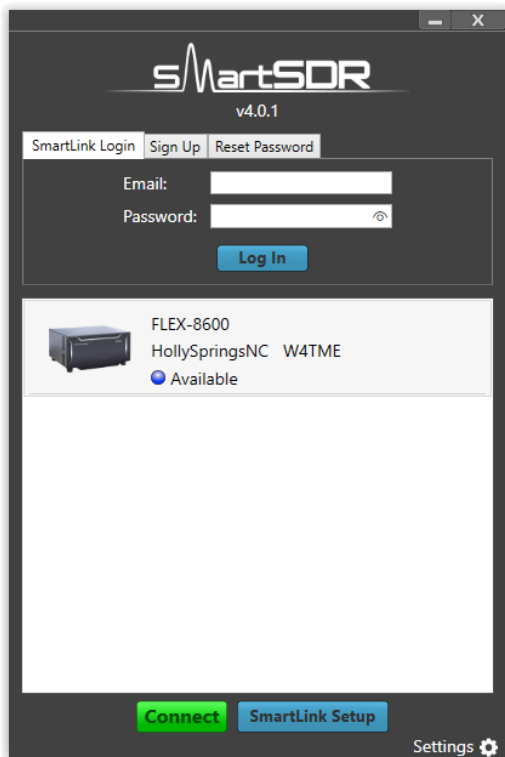 X
smartSDR
v4.0.1
SmartLink Login Sign Up Reset Password
Email:
Password:
Log In
FLEX-8600
HollySpringsNC W4TME
Available
Connect SmartLink Setup
Settings